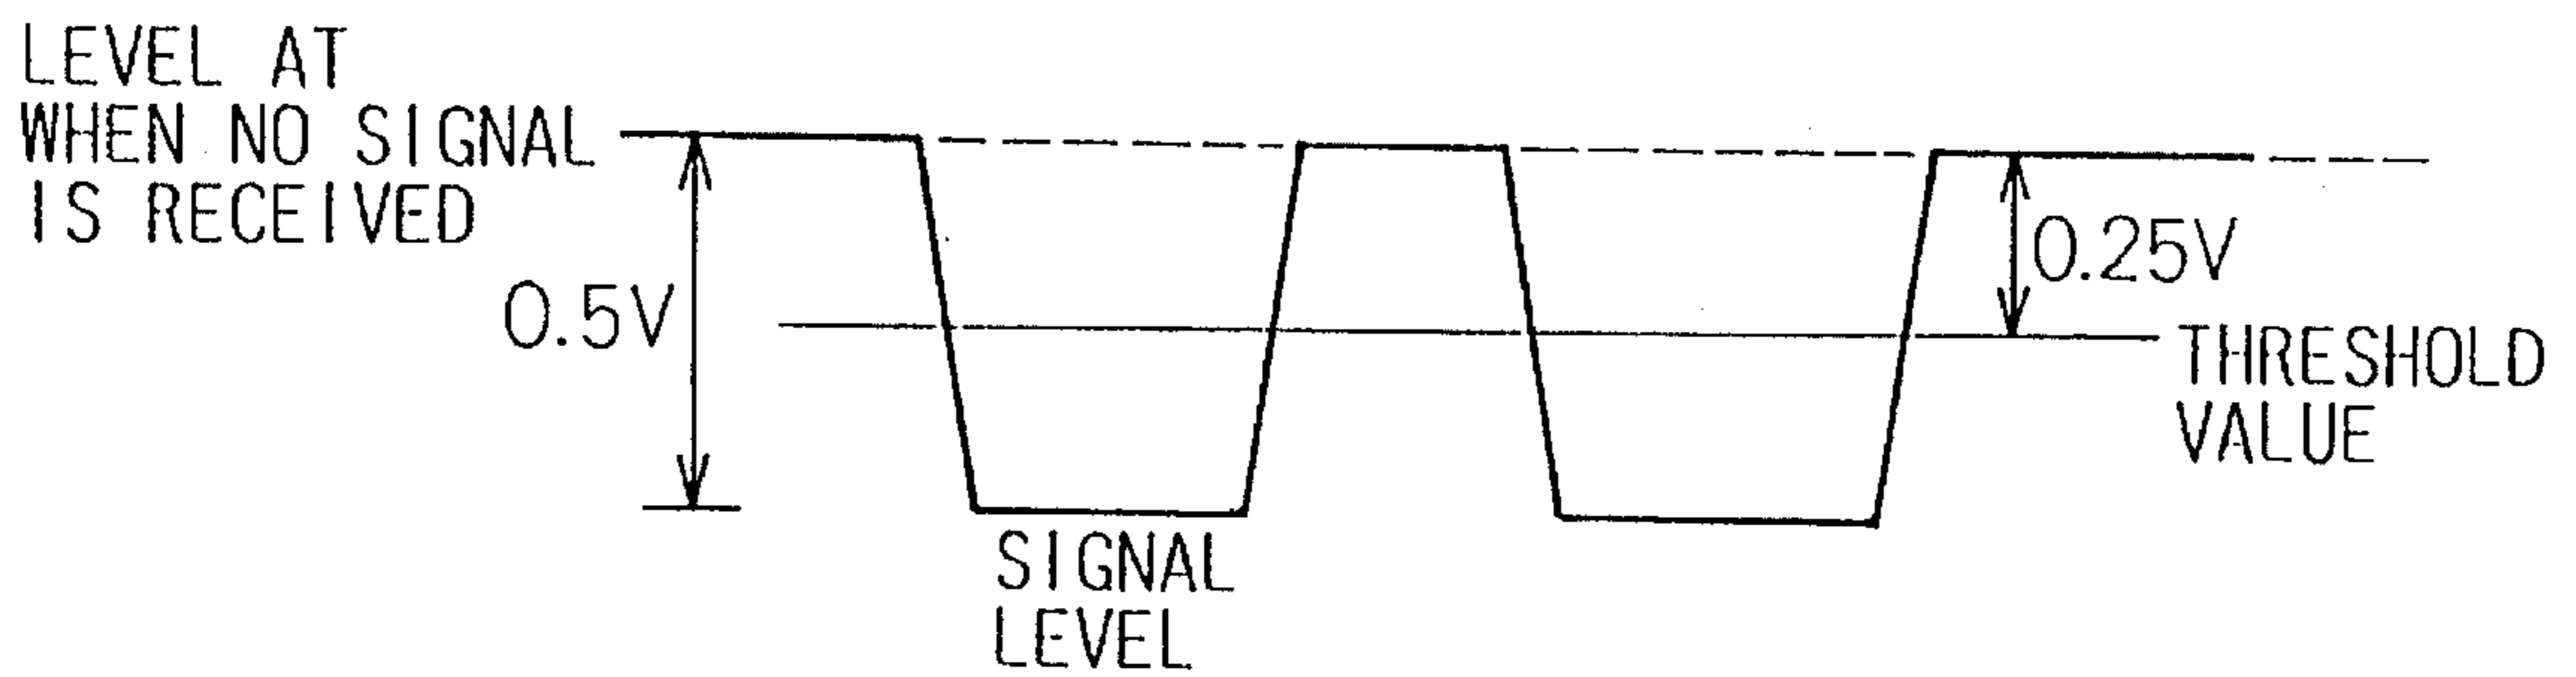 LEVEL AT
WHEN NO SIGNAL
IS RECEIVED
0.5V
0.25V
THRESHOLD
VALUE
SIGNAL
LEVEL